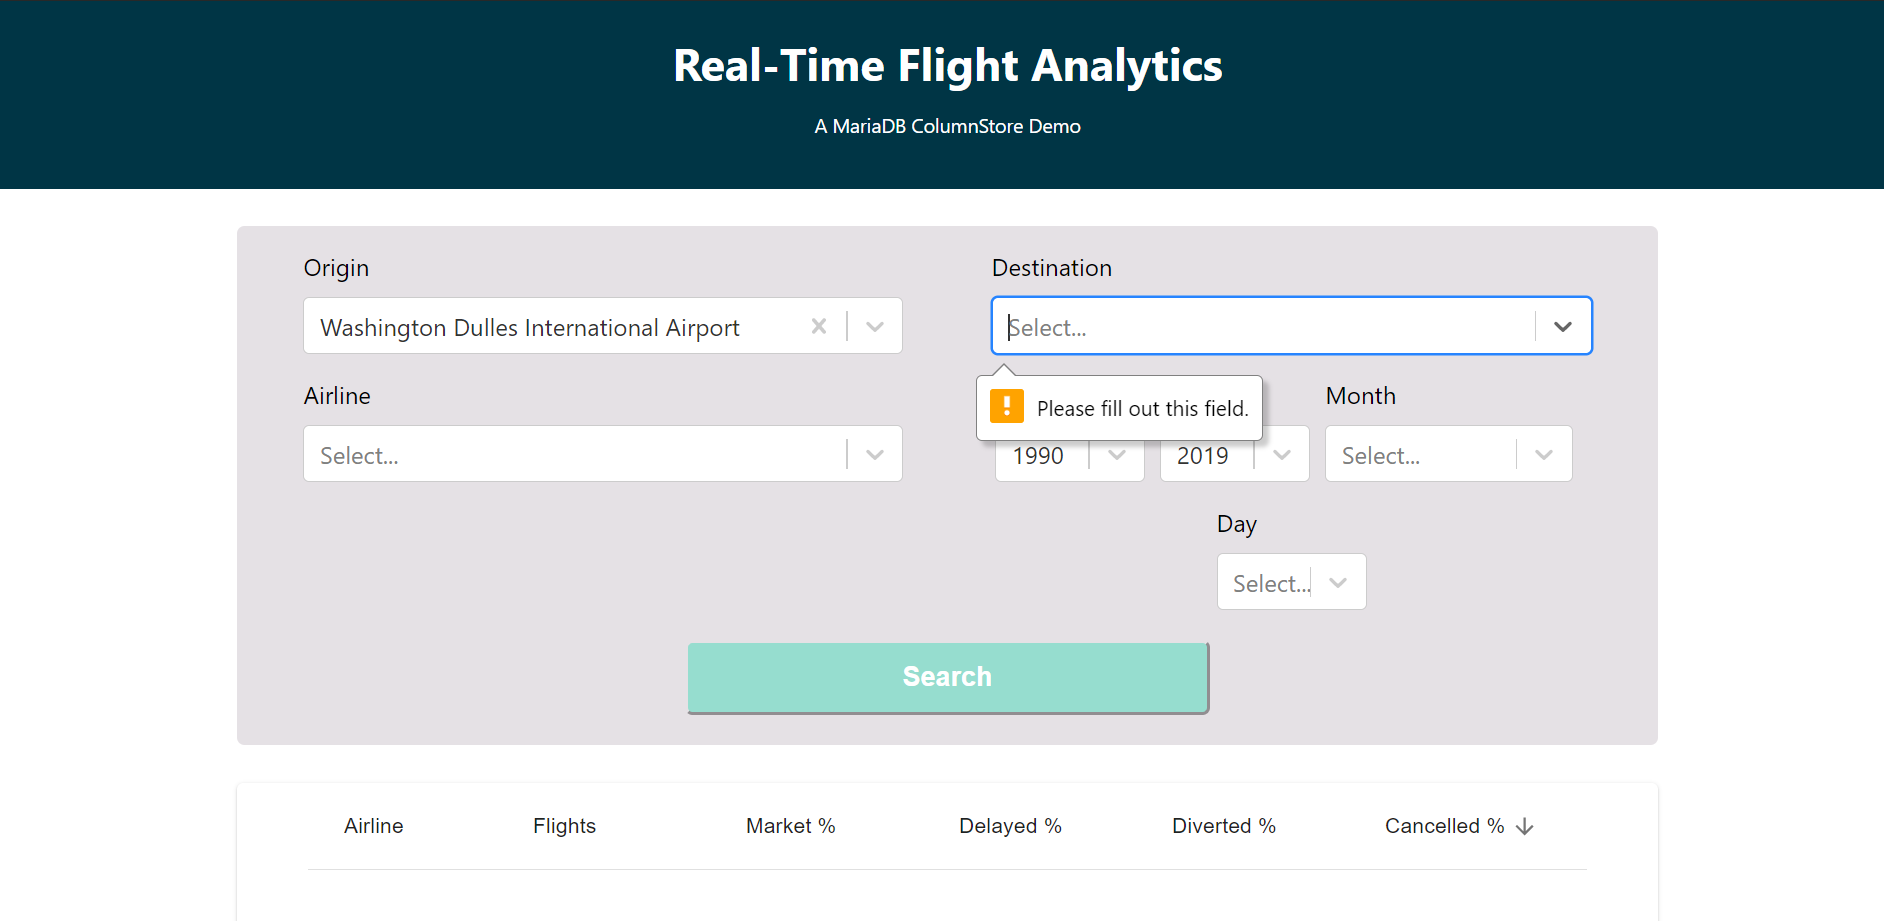 Real-Time Flight Analytics
A MariaDB ColumnStore Demo
Origin
Destination
Washington Dulles International Airport
Select...
Please fill out this field.
Airline
Month
Select...
1990
2019
Select...
Day
Select...
Search
Airline Flights Market % Delayed % Diverted % Cancelled %